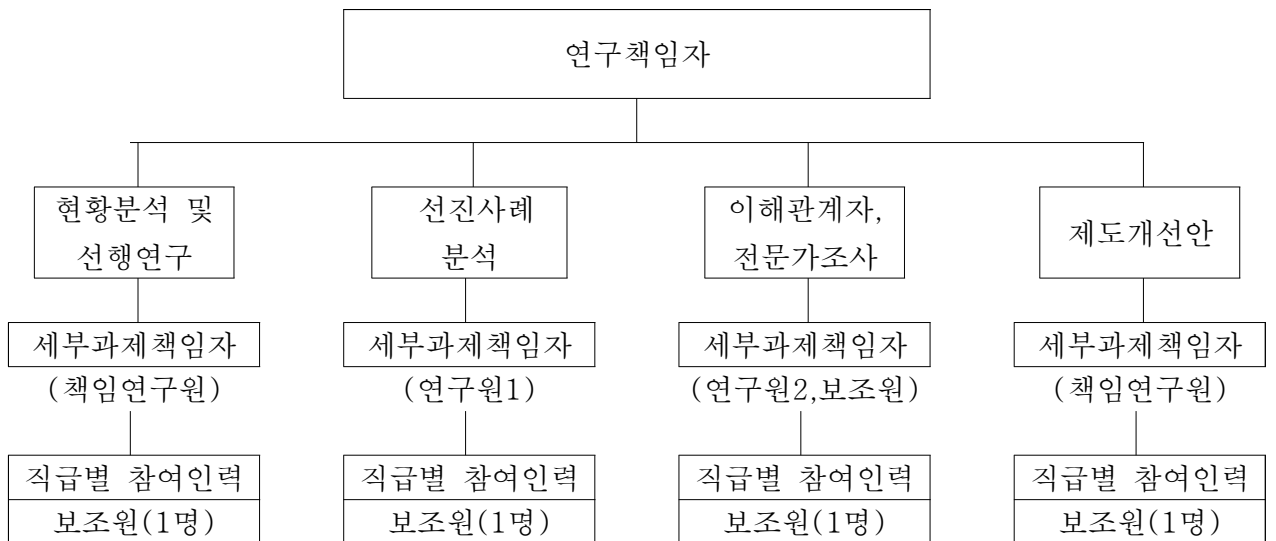 연구책임자
현황분석 및
선행연구
선진사례
분석
이해관계자,
전문가조사
제도개선안
세부과제책임자
(책임연구원)
세부과제책임자
(연구원1)
세부과제책임자
(연구원2,보조원)
세부과제책임자
(책임연구원)
직급별 참여인력
보조원(1명)
직급별 참여인력
보조원(1명)
직급별 참여인력
보조원(1명)
직급별 참여인력
보조원(1명)